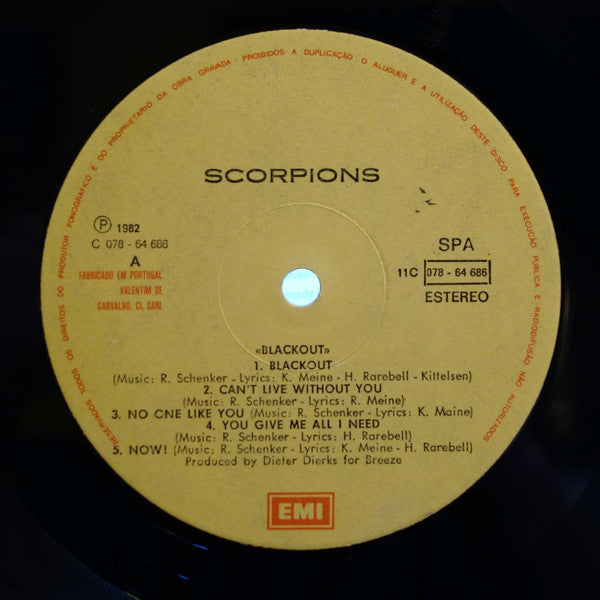 RESERVADOS TODOS OS DIREITOS DO PRODUTOR FONOGRAFICO E DO PROPRIETARIO DA OBRA GRAVADA - PROIBIDOS A DUPLICAÇÃO O ALUGUER E A UTILIZAÇÃO DESTE DISCO PARA EXECUÇÃO PUBLICA E RADIODIFUSÃO NÃO AUTORIZADOS
SCORPIONS
Ⓟ 1982
C 078 - 64 686
A
FABRICADO EM PORTUGAL
VALENTIM DE
CARVALHO, CI, SARL
SPA
11C 078 - 64 686
ESTEREO
«BLACKOUT»
1. BLACKOUT
(Music: R. Schenker - Lyrics: K. Meine - H. Rarebell - Kittelsen)
2. CAN'T LIVE WITHOUT YOU
(Music: R. Schenker - Lyrics: R. Meine)
3. NO CNE LIKE YOU (Music: R. Schenker - Lyrics: K. Maine)
4. YOU GIVE ME ALL I NEED
(Music: R. Schenker - Lyrics: H. Rarebell)
5. NOW! (Music: R. Schenker - Lyrics: K. Meine - H. Rarebell)
Produced by Dieter Dierks for Breeze
EMI